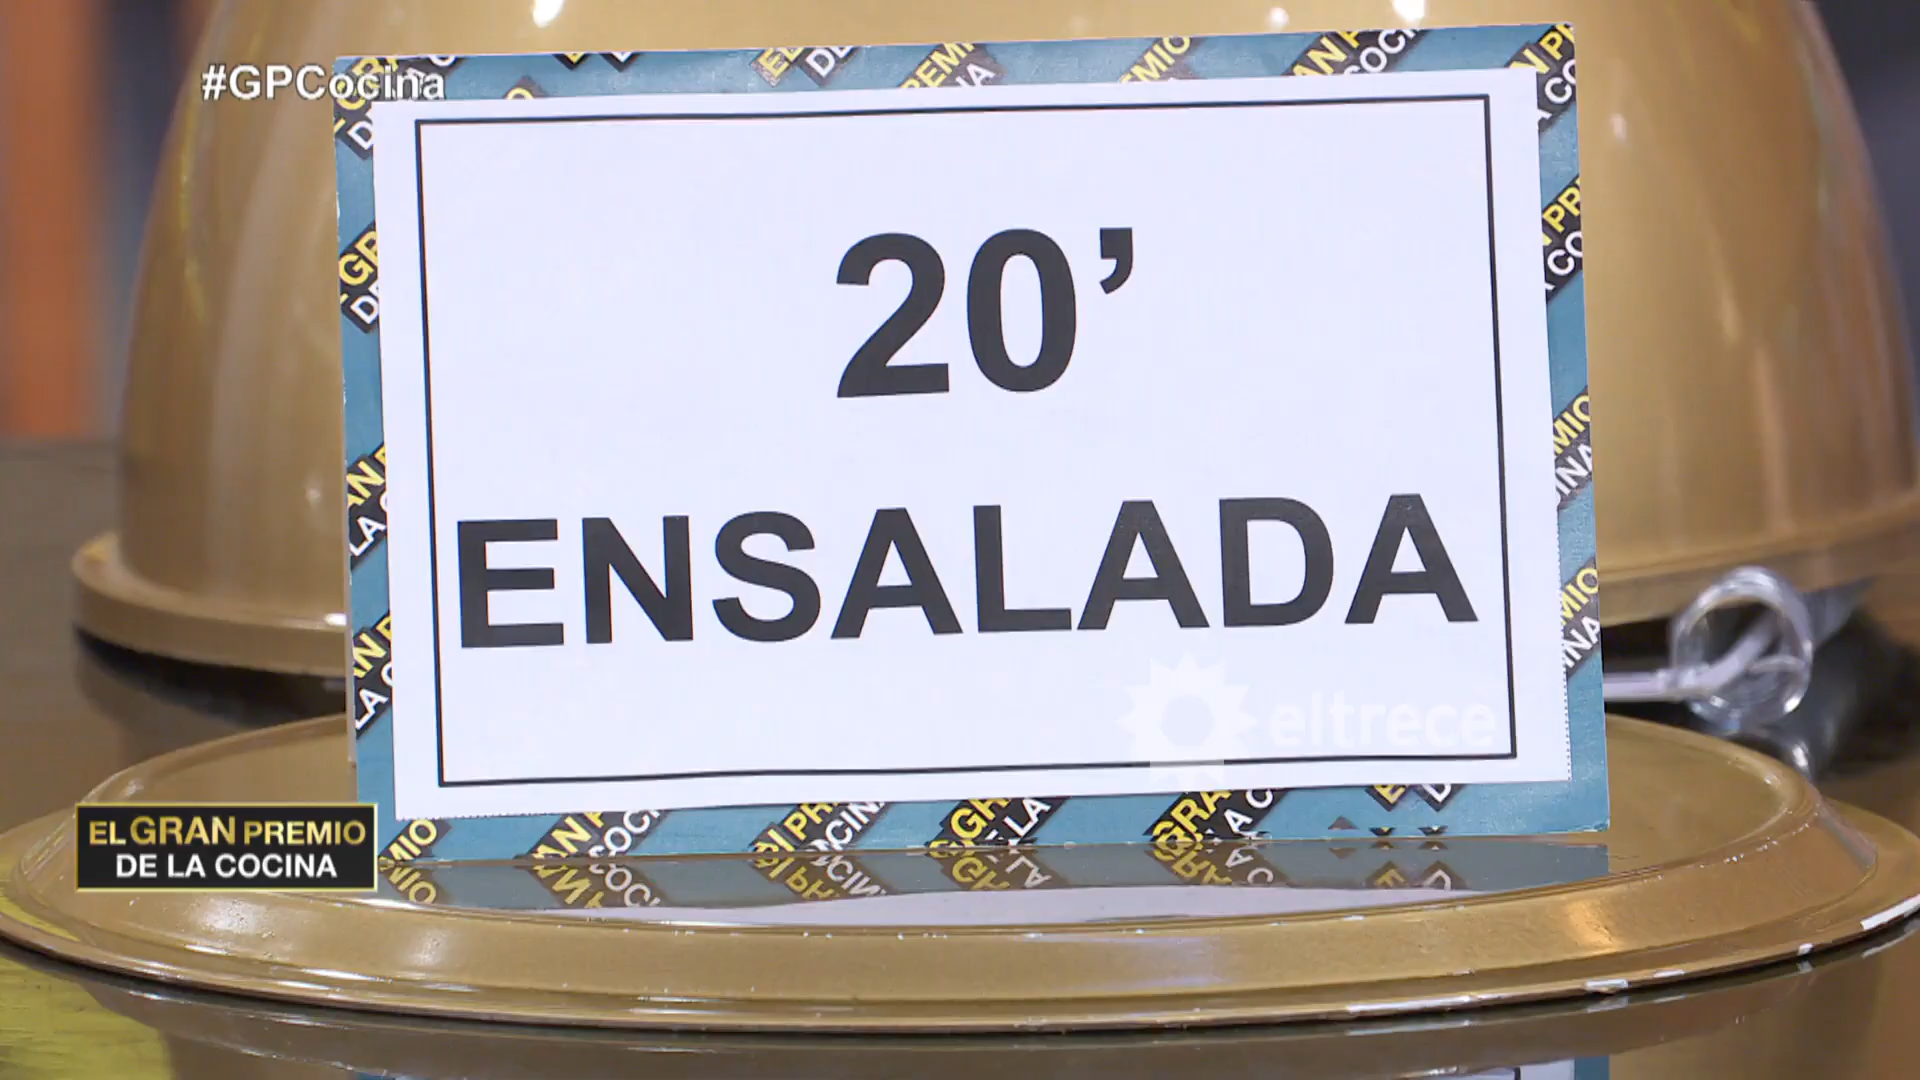 #GPCocina
20’
ENSALADA
eltrece
EL GRAN PREMIO
DE LA COCINA